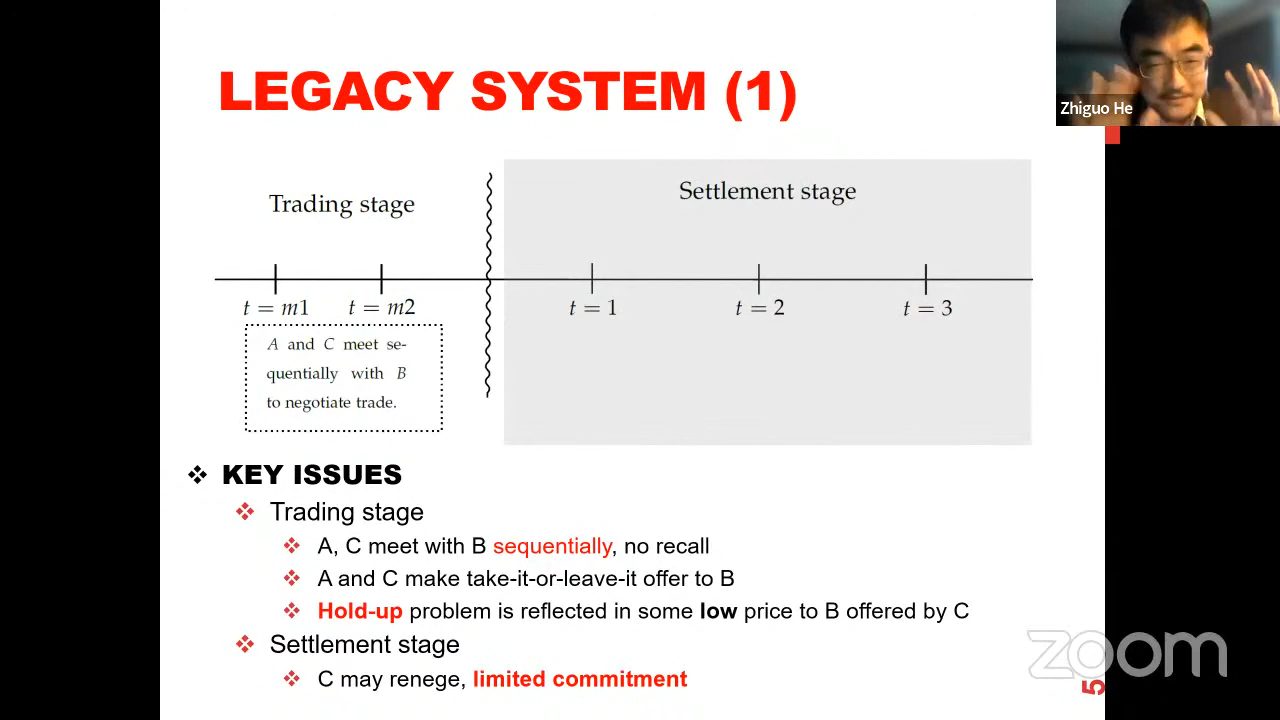 LEGACY SYSTEM (1)
Zhiguo He
Trading stage
Settlement stage
t = m1
t = m2
t = 1
t = 2
t = 3
A and C meet se-
quentially with B
to negotiate trade.
❖ KEY ISSUES
❖ Trading stage
❖ A, C meet with B sequentially, no recall
❖ A and C make take-it-or-leave-it offer to B
❖ Hold-up problem is reflected in some low price to B offered by C
❖ Settlement stage
❖ C may renege, limited commitment
zoom
5